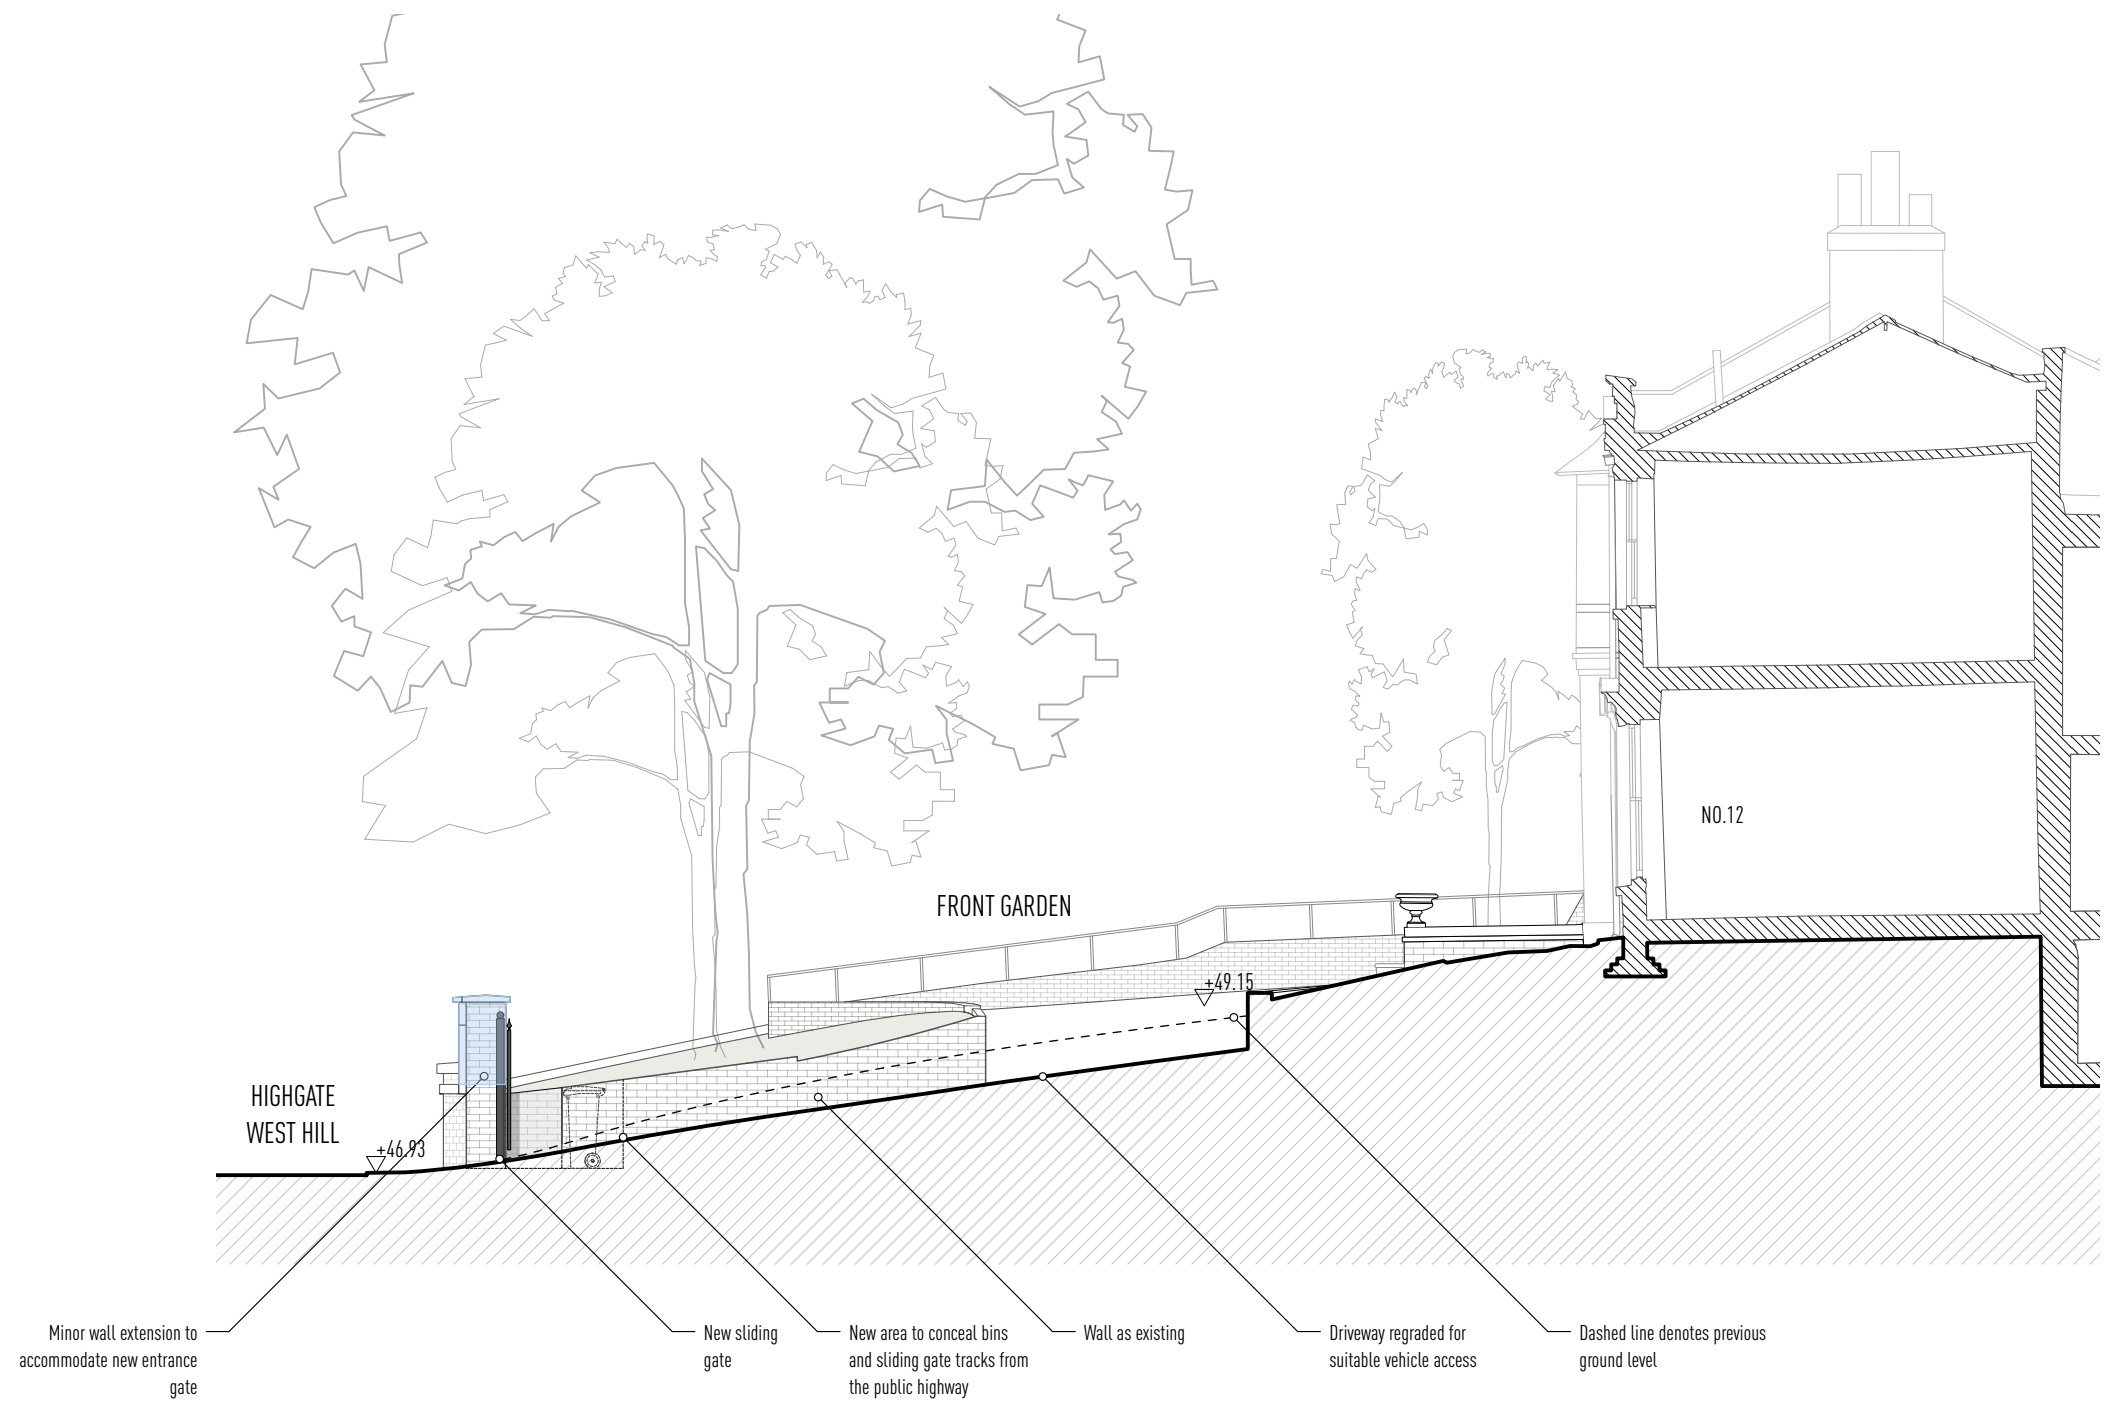 NO.12
FRONT GARDEN
+49.15
HIGHGATE
WEST HILL
+46.93
Minor wall extension to
accommodate new entrance
gate
New sliding
gate
New area to conceal bins
and sliding gate tracks from
the public highway
Wall as existing
Driveway regraded for
suitable vehicle access
Dashed line denotes previous
ground level